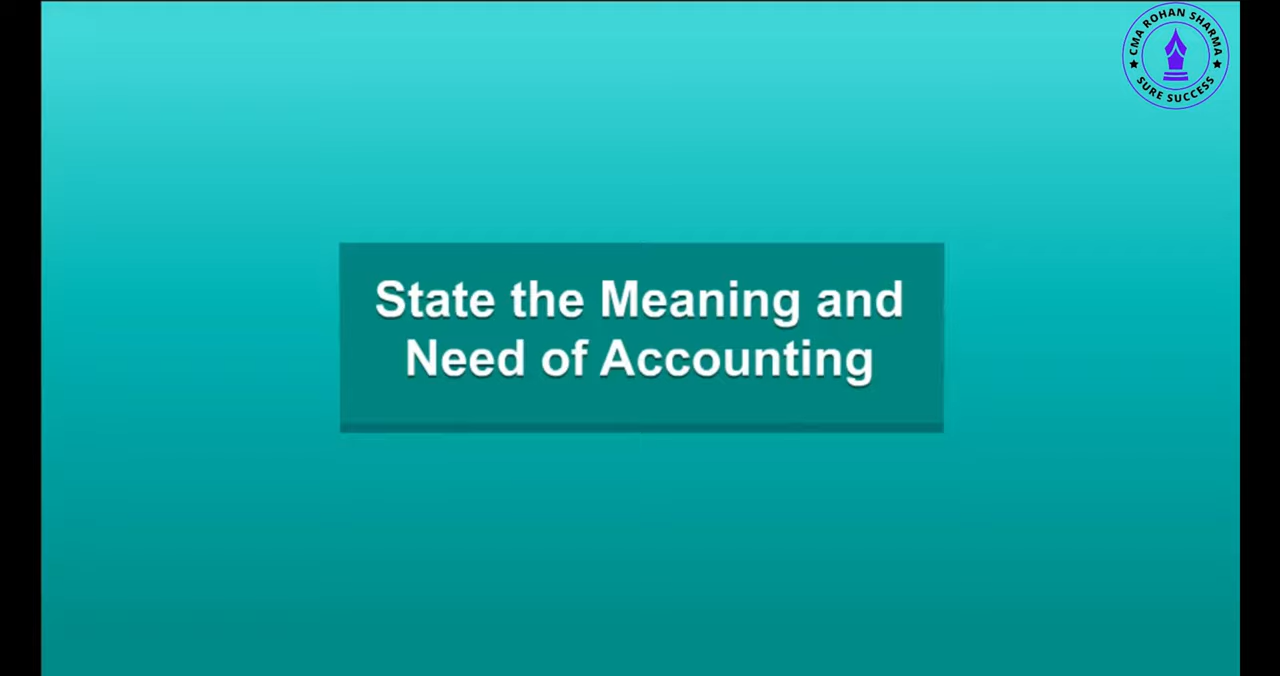 CMA ROHAN SHARMA
SURE SUCCESS
State the Meaning and
Need of Accounting